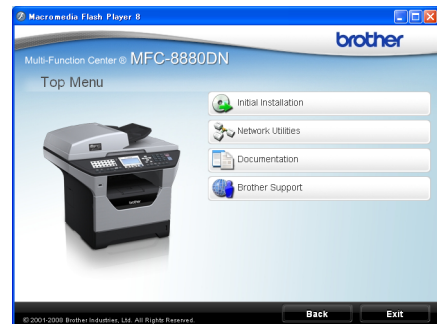 Macromedia Flash Player 8
brother
Multi-Function Center ® MFC-8880DN
Top Menu
Initial Installation
Network Utilities
Documentation
Brother Support
© 2001-2008 Brother Industries, Ltd. All Rights Reserved.
Back
Exit